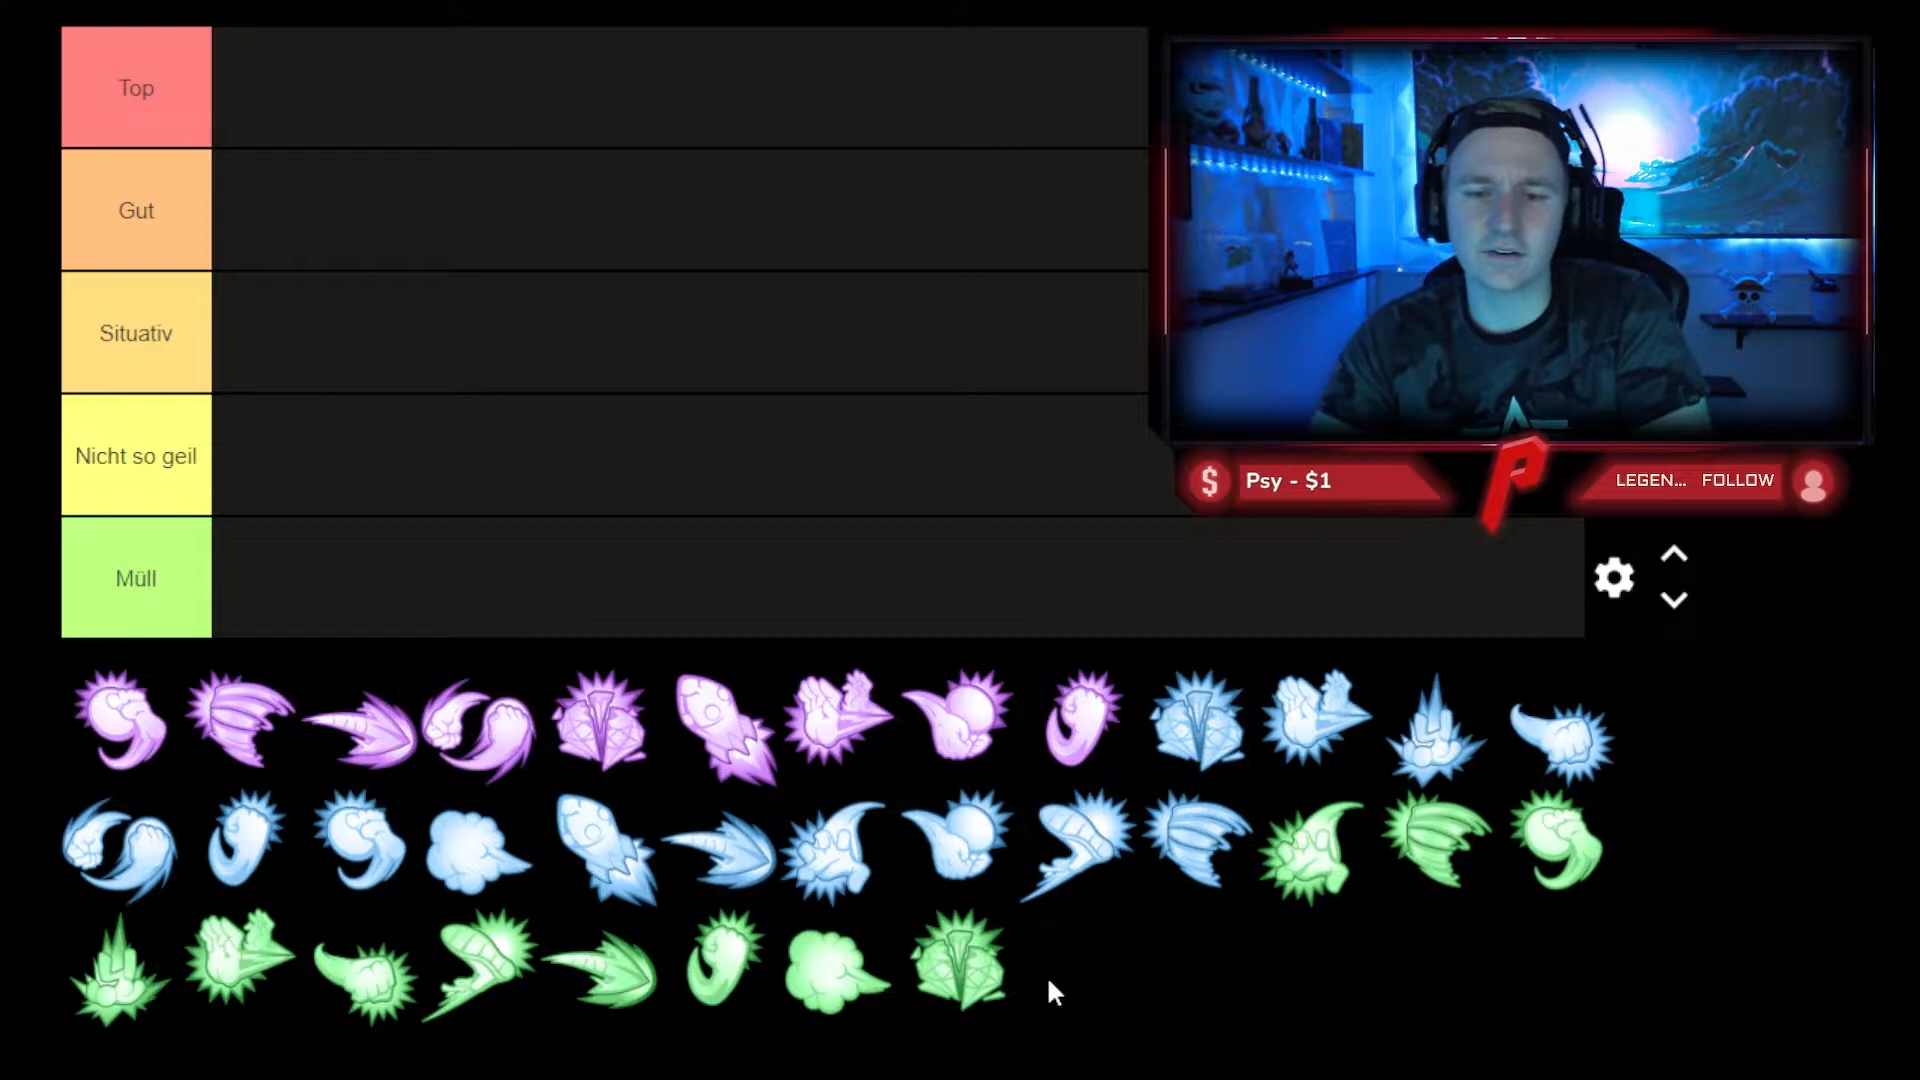 Top
Gut
Situativ
Nicht so geil
Müll
$ Psy - $1
P
LEGEN... FOLLOW